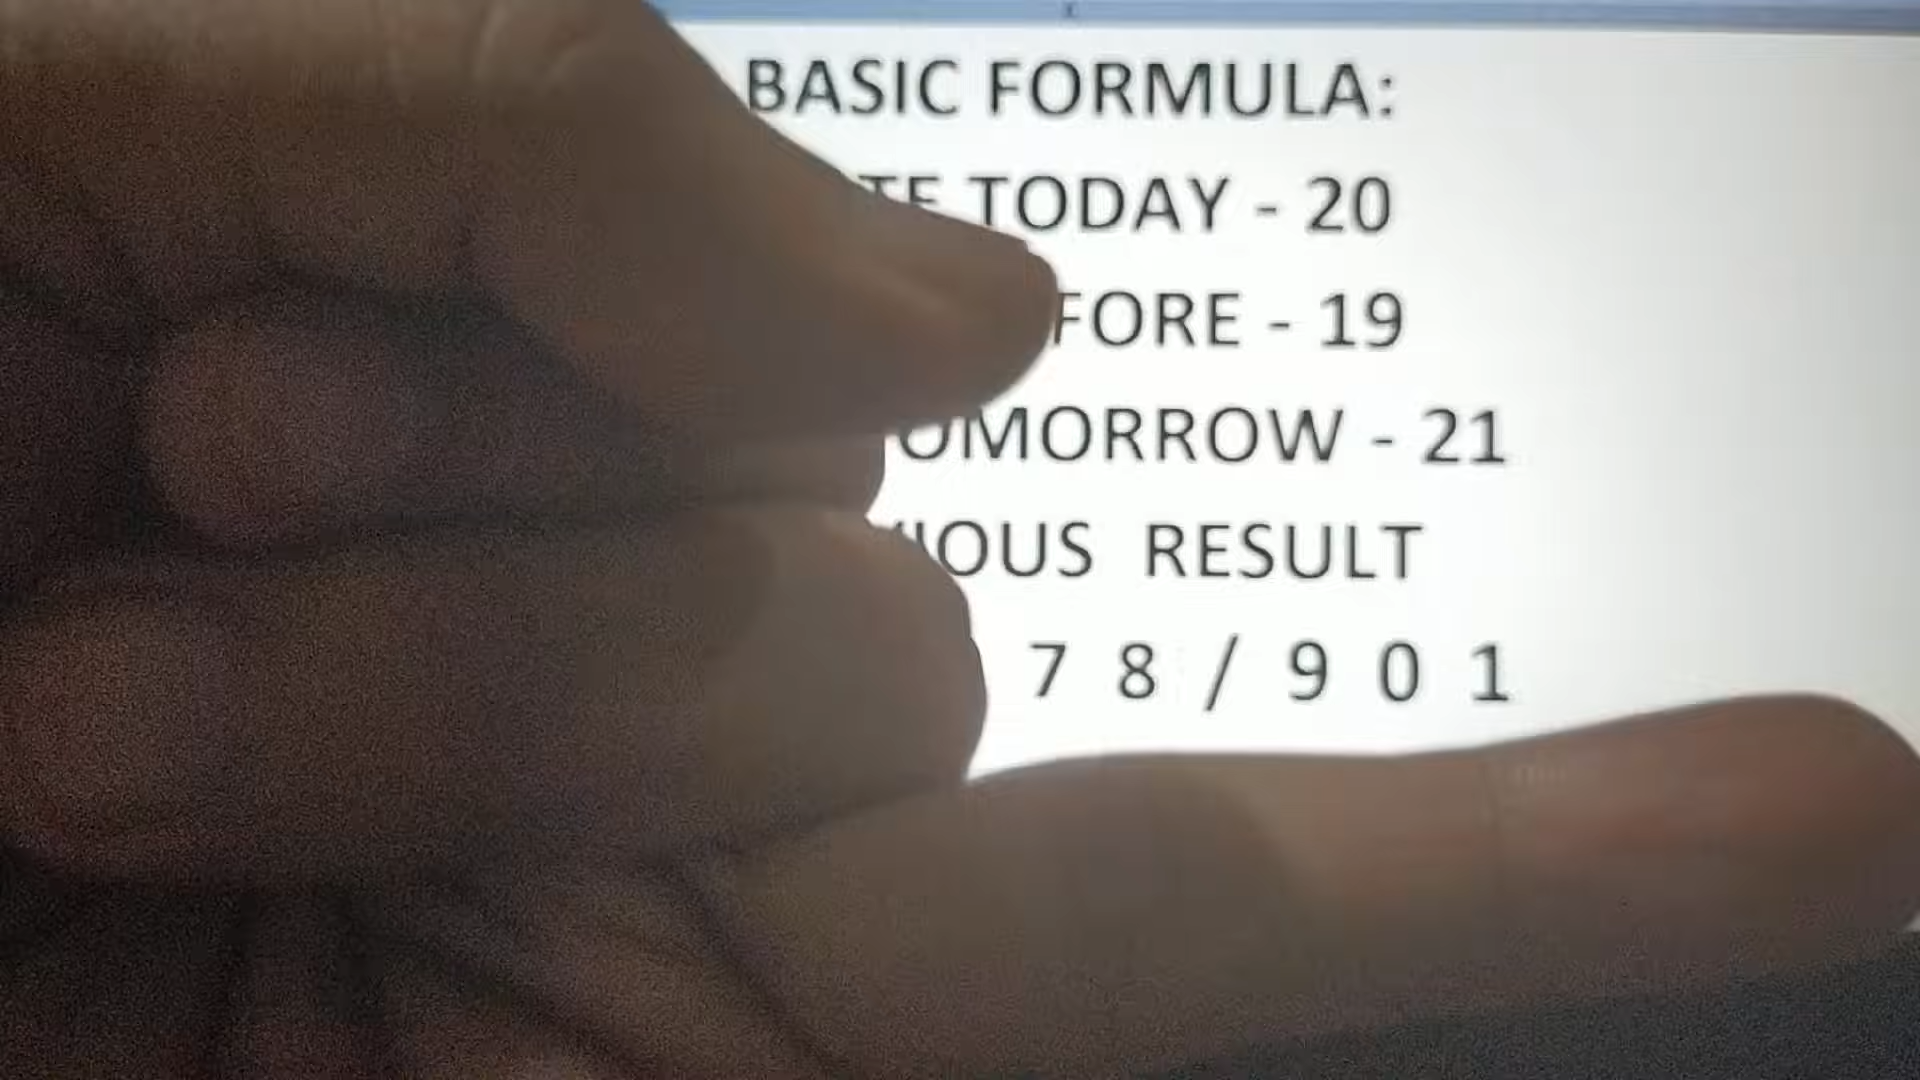 BASIC FORMULA:
TODAY - 20
FORE - 19
OMORROW - 21
IOUS RESULT
7 8 / 9 0 1